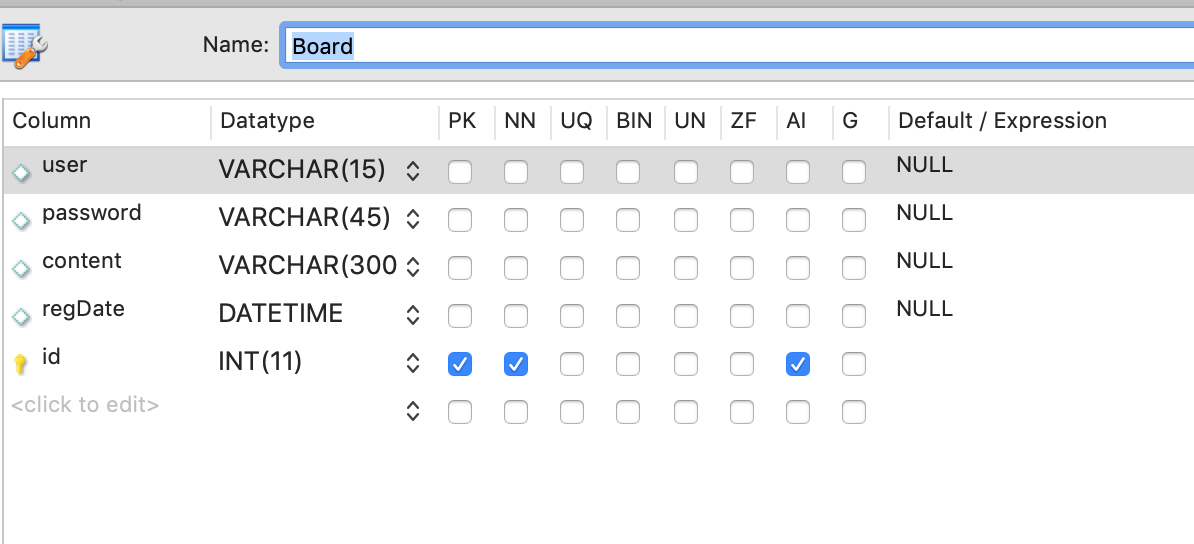 Name: Board
Column Datatype PK NN UQ BIN UN ZF AI G Default / Expression
user VARCHAR(15) NULL
password VARCHAR(45) NULL
content VARCHAR(300 NULL
regDate DATETIME NULL
id INT(11)
<click to edit>